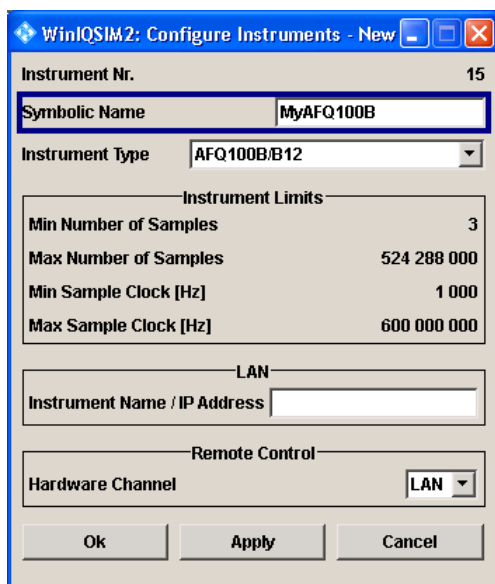 WinIQSIM2: Configure Instruments - New
Instrument Nr. 15
Symbolic Name MyAFQ100B
Instrument Type AFQ100B/B12
Instrument Limits
Min Number of Samples 3
Max Number of Samples 524 288 000
Min Sample Clock [Hz] 1 000
Max Sample Clock [Hz] 600 000 000
LAN
Instrument Name / IP Address
Remote Control
Hardware Channel LAN
Ok Apply Cancel